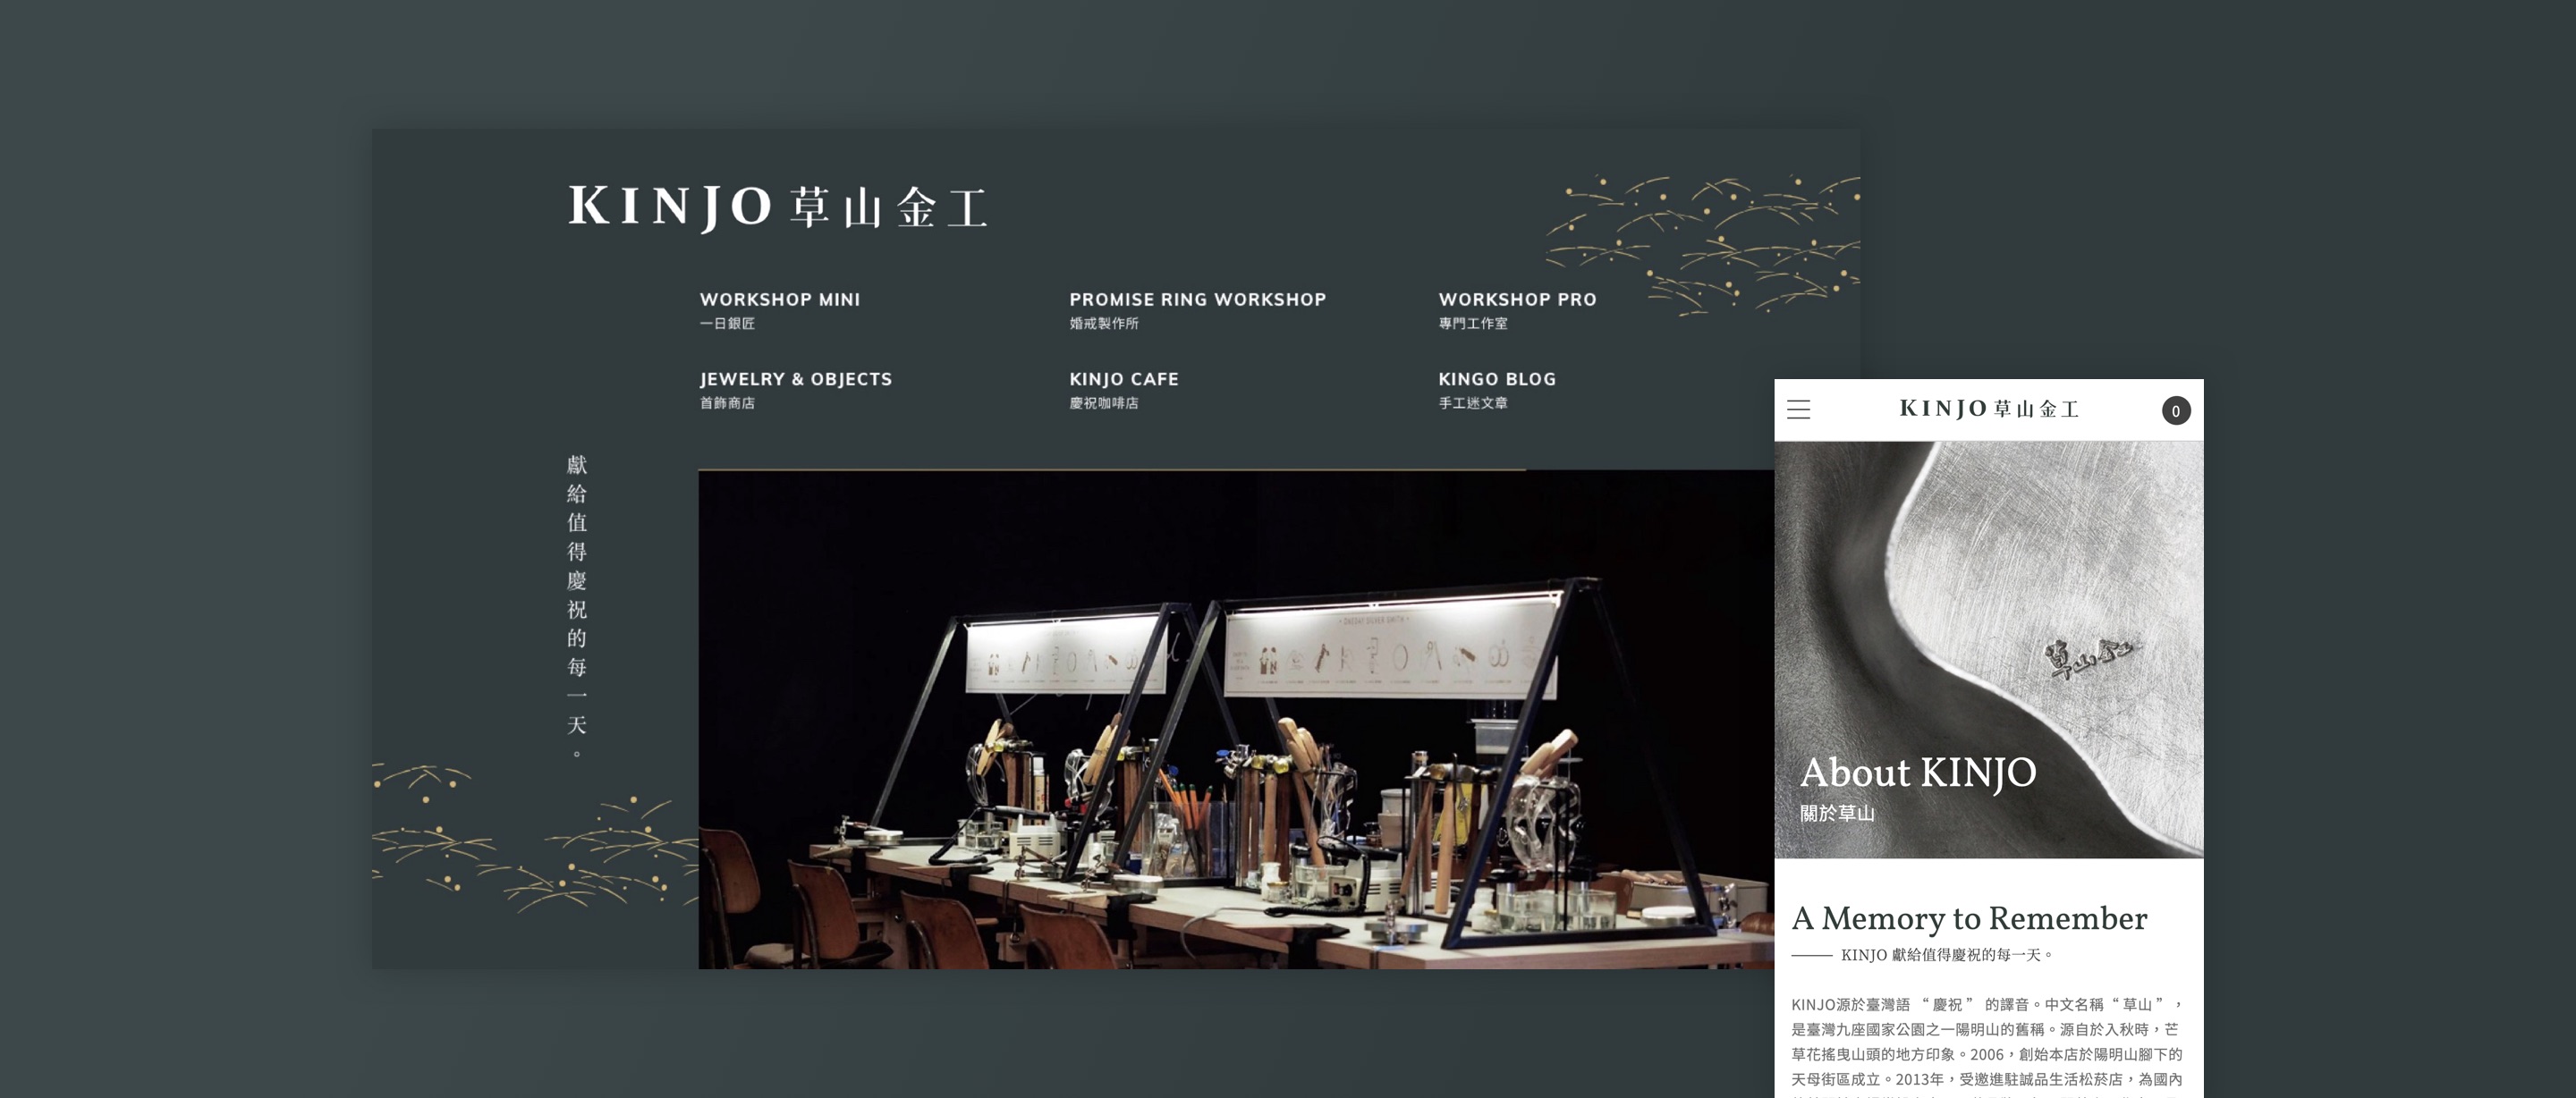 KINJO 草山金工
WORKSHOP MINI
一日銀匠
PROMISE RING WORKSHOP
婚戒製作所
WORKSHOP PRO
專門工作室
JEWELRY & OBJECTS
首飾商店
KINJO CAFE
慶祝咖啡店
KINGO BLOG
手工迷文章
獻給值得慶祝的每一天。
KINJO 草山金工
0
草山金工
About KINJO
關於草山
A Memory to Remember
KINJO 獻給值得慶祝的每一天。
KINJO源於臺灣語 “ 慶祝 ” 的譯音。中文名稱 “ 草山 ” ，
是臺灣九座國家公園之一陽明山的舊稱。源自於入秋時，芒
草花搖曳山頭的地方印象。2006，創始本店於陽明山腳下的
天母街區成立。2013年，受邀進駐誠品生活松菸店，為國內